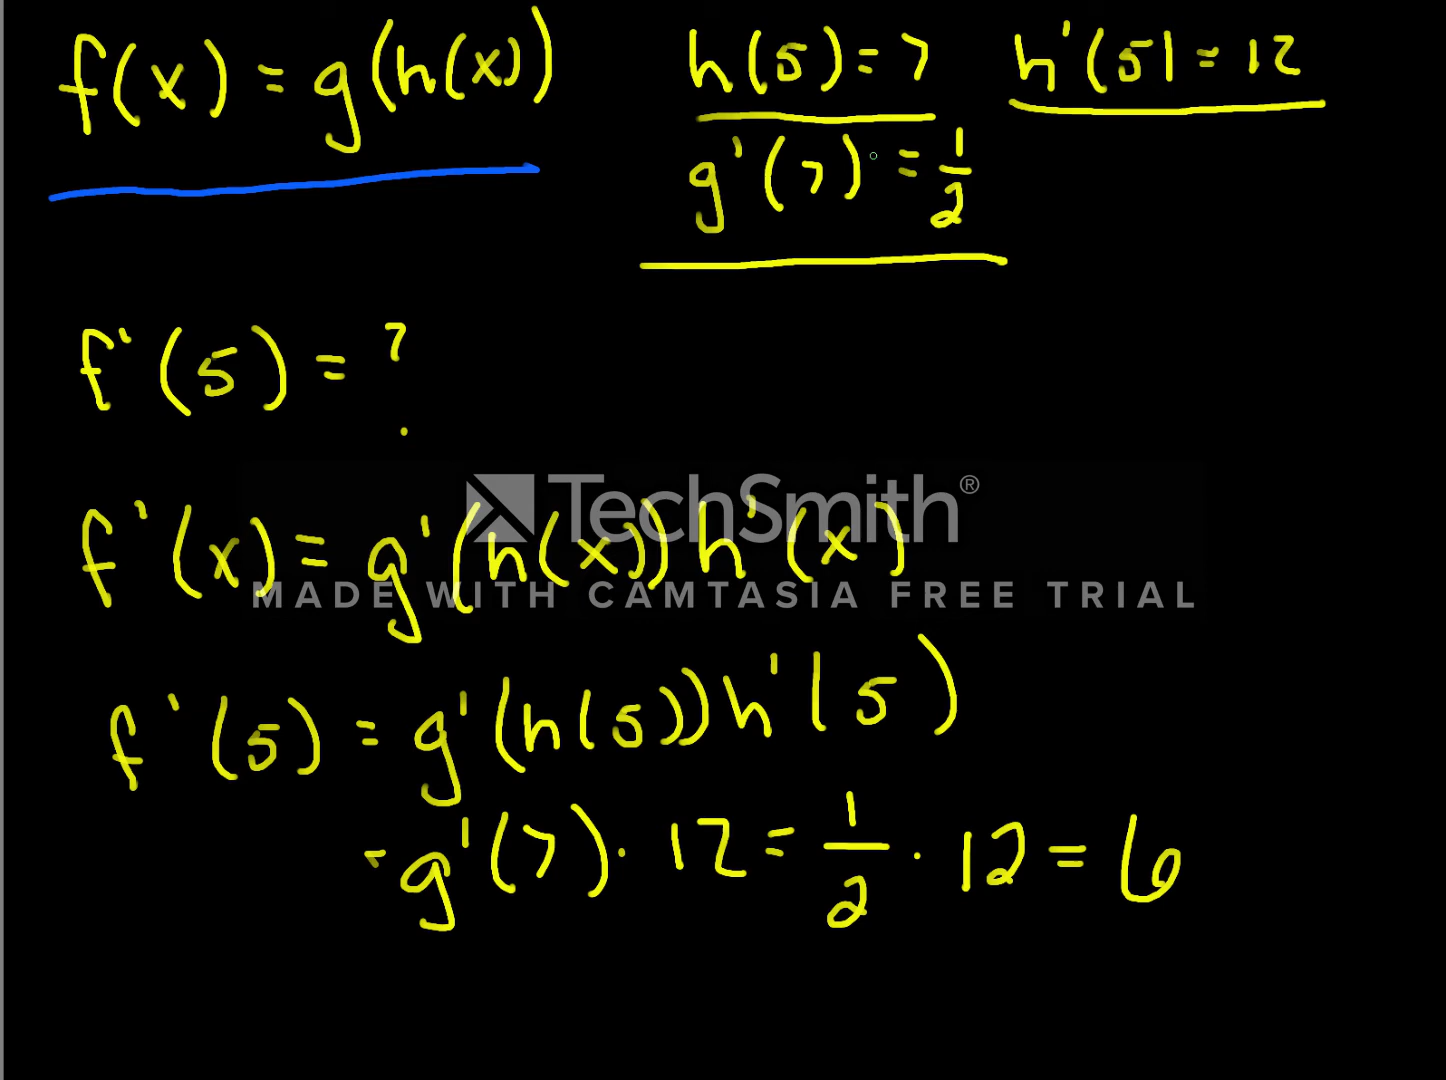 f(x) = g(h(x)) h(5) = 7 h'(5) = 12
g'(7) = 1/2
f'(5) = ?
TechSmith®
f'(x) = g'(h(x))h'(x)
MADE WITH CAMTASIA FREE TRIAL
f'(5) = g'(h(5))h'(5)
= g'(7) · 12 = 1/2 · 12 = 6